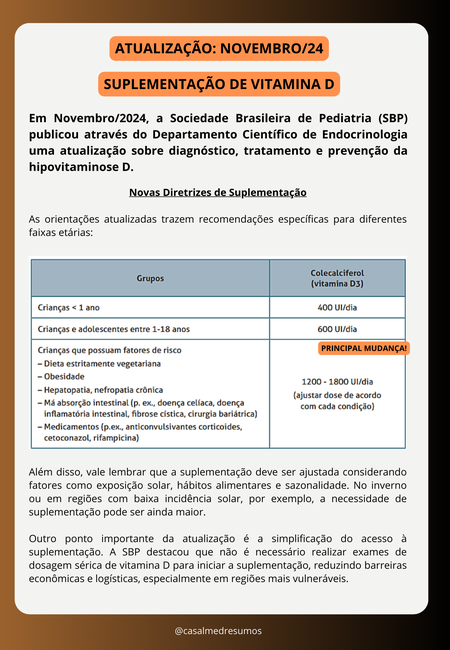 ATUALIZAÇÃO: NOVEMBRO/24
SUPLEMENTAÇÃO DE VITAMINA D
Em Novembro/2024, a Sociedade Brasileira de Pediatria (SBP)
publicou através do Departamento Científico de Endocrinologia
uma atualização sobre diagnóstico, tratamento e prevenção da
hipovitaminose D.
Novas Diretrizes de Suplementação
As orientações atualizadas trazem recomendações específicas para diferentes
faixas etárias:
Grupos
Colecalciferol
(vitamina D3)
Crianças < 1 ano
400 UI/dia
Crianças e adolescentes entre 1-18 anos
600 UI/dia
Crianças que possuam fatores de risco
– Dieta estritamente vegetariana
– Obesidade
– Hepatopatia, nefropatia crônica
– Má absorção intestinal (p. ex., doença celíaca, doença
inflamatória intestinal, fibrose cística, cirurgia bariátrica)
– Medicamentos (p.ex., anticonvulsivantes corticoides,
cetoconazol, rifampicina)
PRINCIPAL MUDANÇA!
1200 - 1800 UI/dia
(ajustar dose de acordo
com cada condição)
Além disso, vale lembrar que a suplementação deve ser ajustada considerando
fatores como exposição solar, hábitos alimentares e sazonalidade. No inverno
ou em regiões com baixa incidência solar, por exemplo, a necessidade de
suplementação pode ser ainda maior.
Outro ponto importante da atualização é a simplificação do acesso à
suplementação. A SBP destacou que não é necessário realizar exames de
dosagem sérica de vitamina D para iniciar a suplementação, reduzindo barreiras
econômicas e logísticas, especialmente em regiões mais vulneráveis.
@casalmedresumos